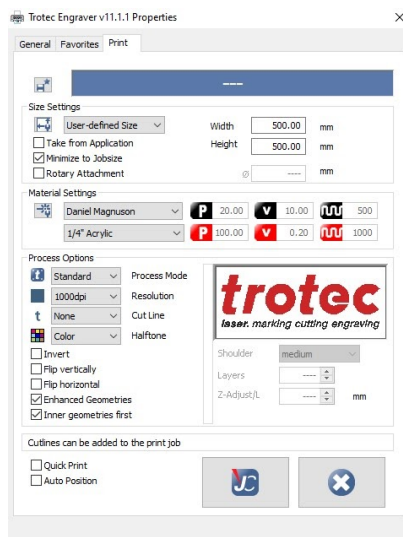 Trotec Engraver v11.1.1 Properties
General Favorites Print
---
Size Settings
User-defined Size Width 500.00 mm
Take from Application Height 500.00 mm
Minimize to Jobsize
Rotary Attachment Ø ---- mm
Material Settings
Daniel Magnuson P 20.00 V 10.00 500
1/4" Acrylic P 100.00 V 0.20 1000
Process Options
Standard Process Mode
1000dpi Resolution
t None Cut Line
Color Halftone
trotec
laser. marking cutting engraving
Invert
Flip vertically
Flip horizontal
Enhanced Geometries
Inner geometries first
Shoulder medium
Layers ----
Z-Adjust/L ---- mm
Cutlines can be added to the print job
Quick Print
Auto Position
JC